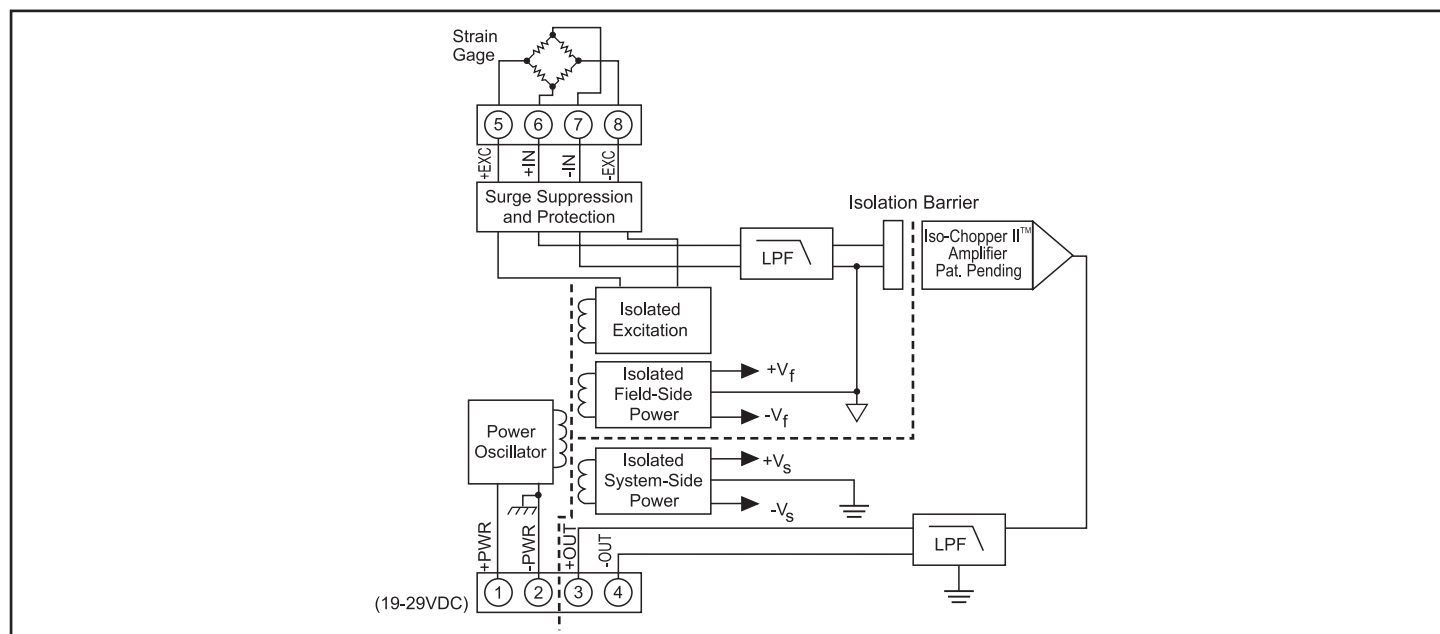 Strain
Gage
5 6 7 8
+EXC
+IN
-IN
-EXC
Surge Suppression
and Protection
Isolation Barrier
LPF
Iso-Chopper II™
Amplifier
Pat. Pending
Isolated
Excitation
Isolated
Field-Side
Power
+Vf
-Vf
Power
Oscillator
Isolated
System-Side
Power
+Vs
-Vs
LPF
+PWR
-PWR
+OUT
-OUT
(19-29VDC)
1 2 3 4